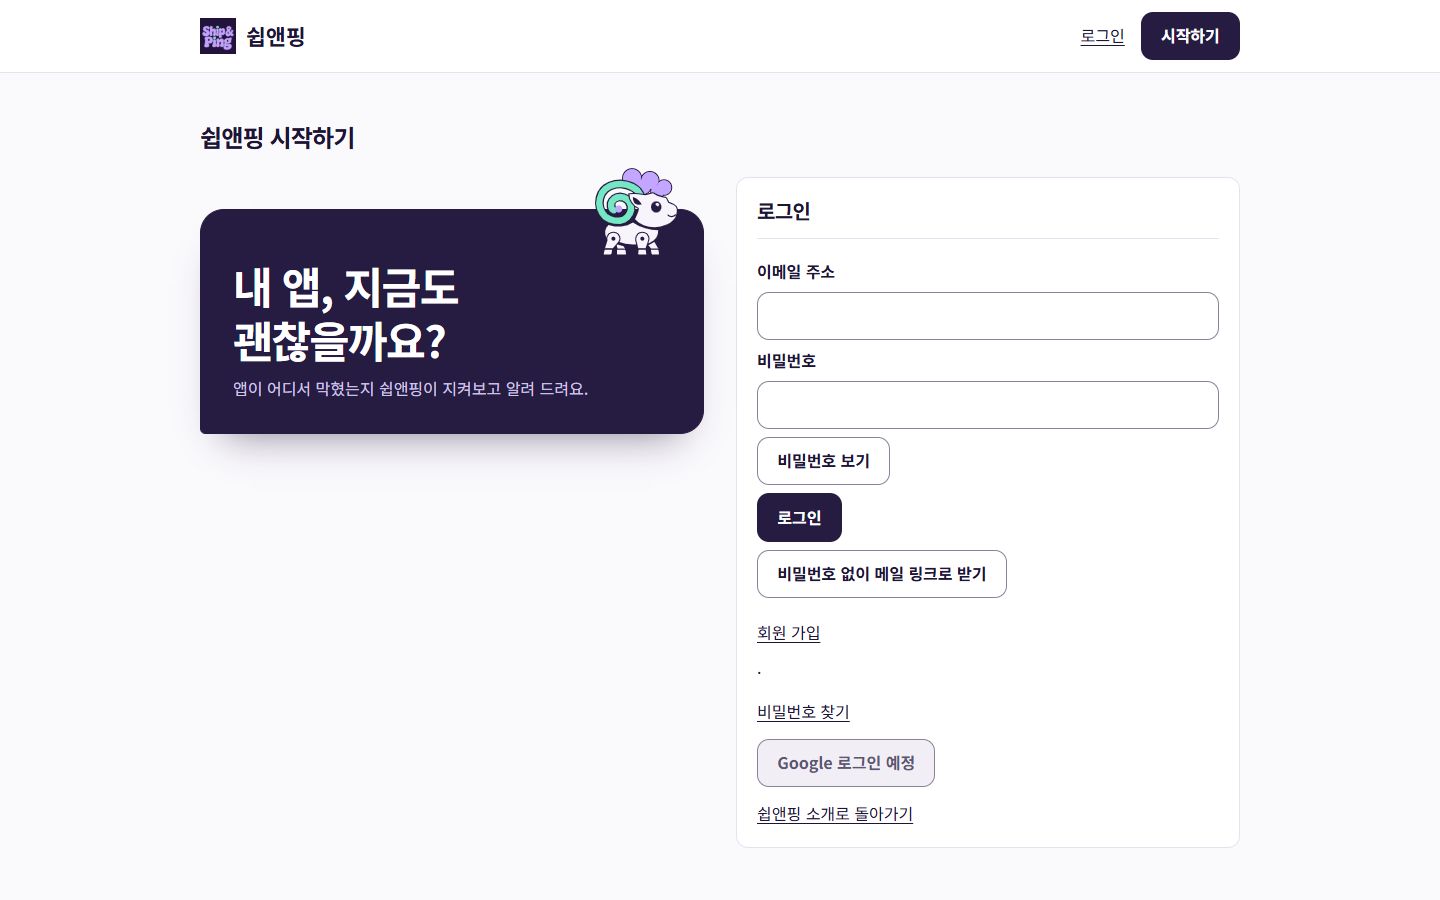 Ship&
Ping
쉽앤핑
로그인
시작하기
쉽앤핑 시작하기
내 앱, 지금도
괜찮을까요?
앱이 어디서 막혔는지 쉽앤핑이 지켜보고 알려 드려요.
로그인
이메일 주소
비밀번호
비밀번호 보기
로그인
비밀번호 없이 메일 링크로 받기
회원 가입
.
비밀번호 찾기
Google 로그인 예정
쉽앤핑 소개로 돌아가기